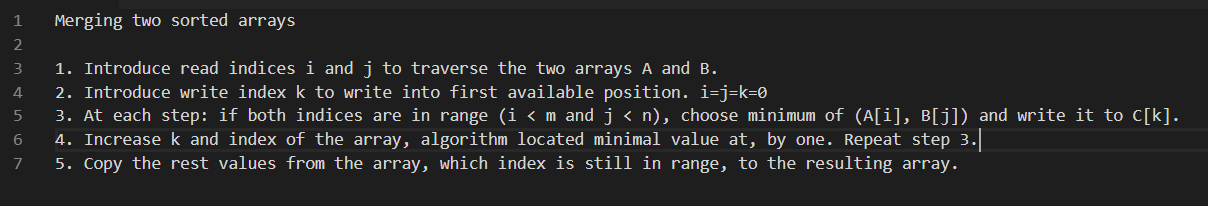 1 Merging two sorted arrays
2
3 1. Introduce read indices i and j to traverse the two arrays A and B.
4 2. Introduce write index k to write into first available position. i=j=k=0
5 3. At each step: if both indices are in range (i < m and j < n), choose minimum of (A[i], B[j]) and write it to C[k].
6 4. Increase k and index of the array, algorithm located minimal value at, by one. Repeat step 3.
7 5. Copy the rest values from the array, which index is still in range, to the resulting array.